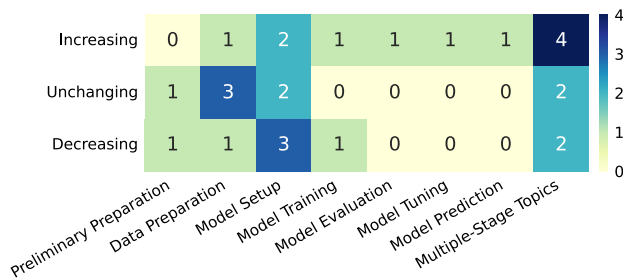 Increasing 0 1 2 1 1 1 1 4
Unchanging 1 3 2 0 0 0 0 2
Decreasing 1 1 3 1 0 0 0 2
Preliminary Preparation
Data Preparation
Model Setup
Model Training
Model Evaluation
Model Tuning
Model Prediction
Multiple-Stage Topics
4
3
2
1
0